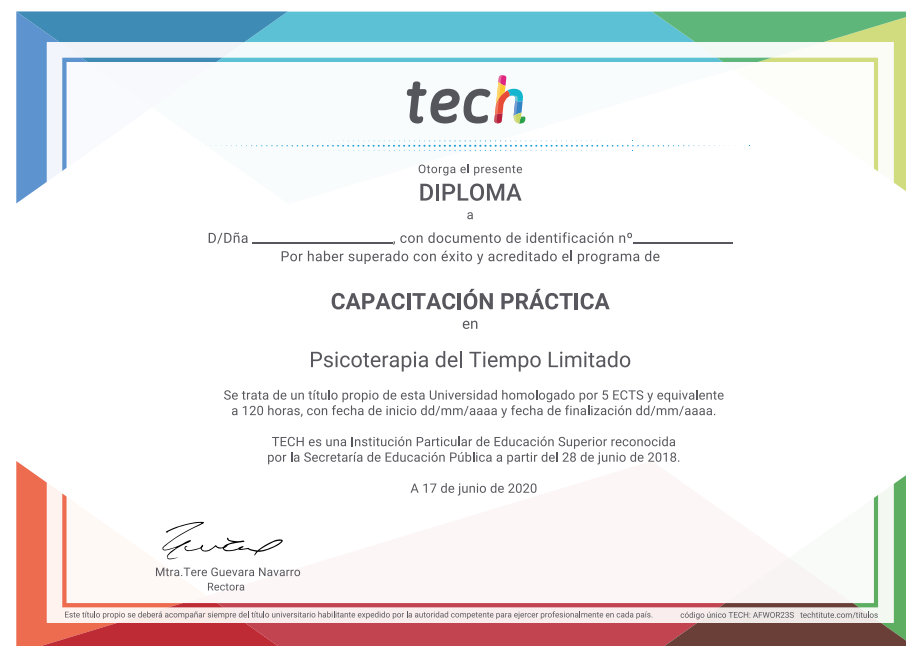 tech
Otorga el presente
DIPLOMA
a
D/Dña ____________________, con documento de identificación nº______________
Por haber superado con éxito y acreditado el programa de
CAPACITACIÓN PRÁCTICA
en
Psicoterapia del Tiempo Limitado
Se trata de un título propio de esta Universidad homologado por 5 ECTS y equivalente
a 120 horas, con fecha de inicio dd/mm/aaaa y fecha de finalización dd/mm/aaaa.
TECH es una Institución Particular de Educación Superior reconocida
por la Secretaría de Educación Pública a partir del 28 de junio de 2018.
A 17 de junio de 2020
Mtra.Tere Guevara Navarro
Rectora
Este título propio se deberá acompañar siempre del título universitario habilitante expedido por la autoridad competente para ejercer profesionalmente en cada país. código único TECH: AFWOR23S techtitute.com/titulos